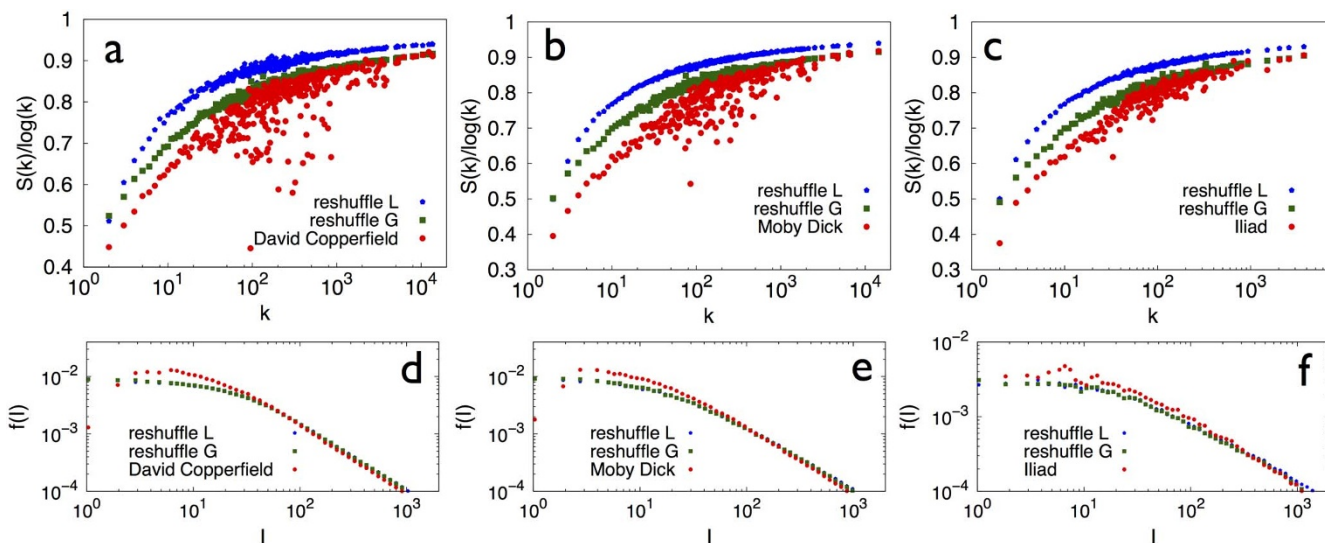 a
S(k)/log(k)
1
0.9
0.8
0.7
0.6
0.5
0.4
reshuffle L
reshuffle G
David Copperfield
10^0 10^1 10^2 10^3 10^4
k
b
S(k)/log(k)
1
0.9
0.8
0.7
0.6
0.5
0.4
0.3
reshuffle L
reshuffle G
Moby Dick
10^0 10^1 10^2 10^3 10^4
k
c
S(k)/log(k)
1
0.9
0.8
0.7
0.6
0.5
0.4
0.3
reshuffle L
reshuffle G
Iliad
10^0 10^1 10^2 10^3
k
d
f(l)
10^-2
10^-3
10^-4
reshuffle L
reshuffle G
David Copperfield
10^0 10^1 10^2 10^3
l
e
f(l)
10^-2
10^-3
10^-4
reshuffle L
reshuffle G
Moby Dick
10^0 10^1 10^2 10^3
l
f
f(l)
10^-2
10^-3
10^-4
reshuffle L
reshuffle G
Iliad
10^0 10^1 10^2 10^3
l